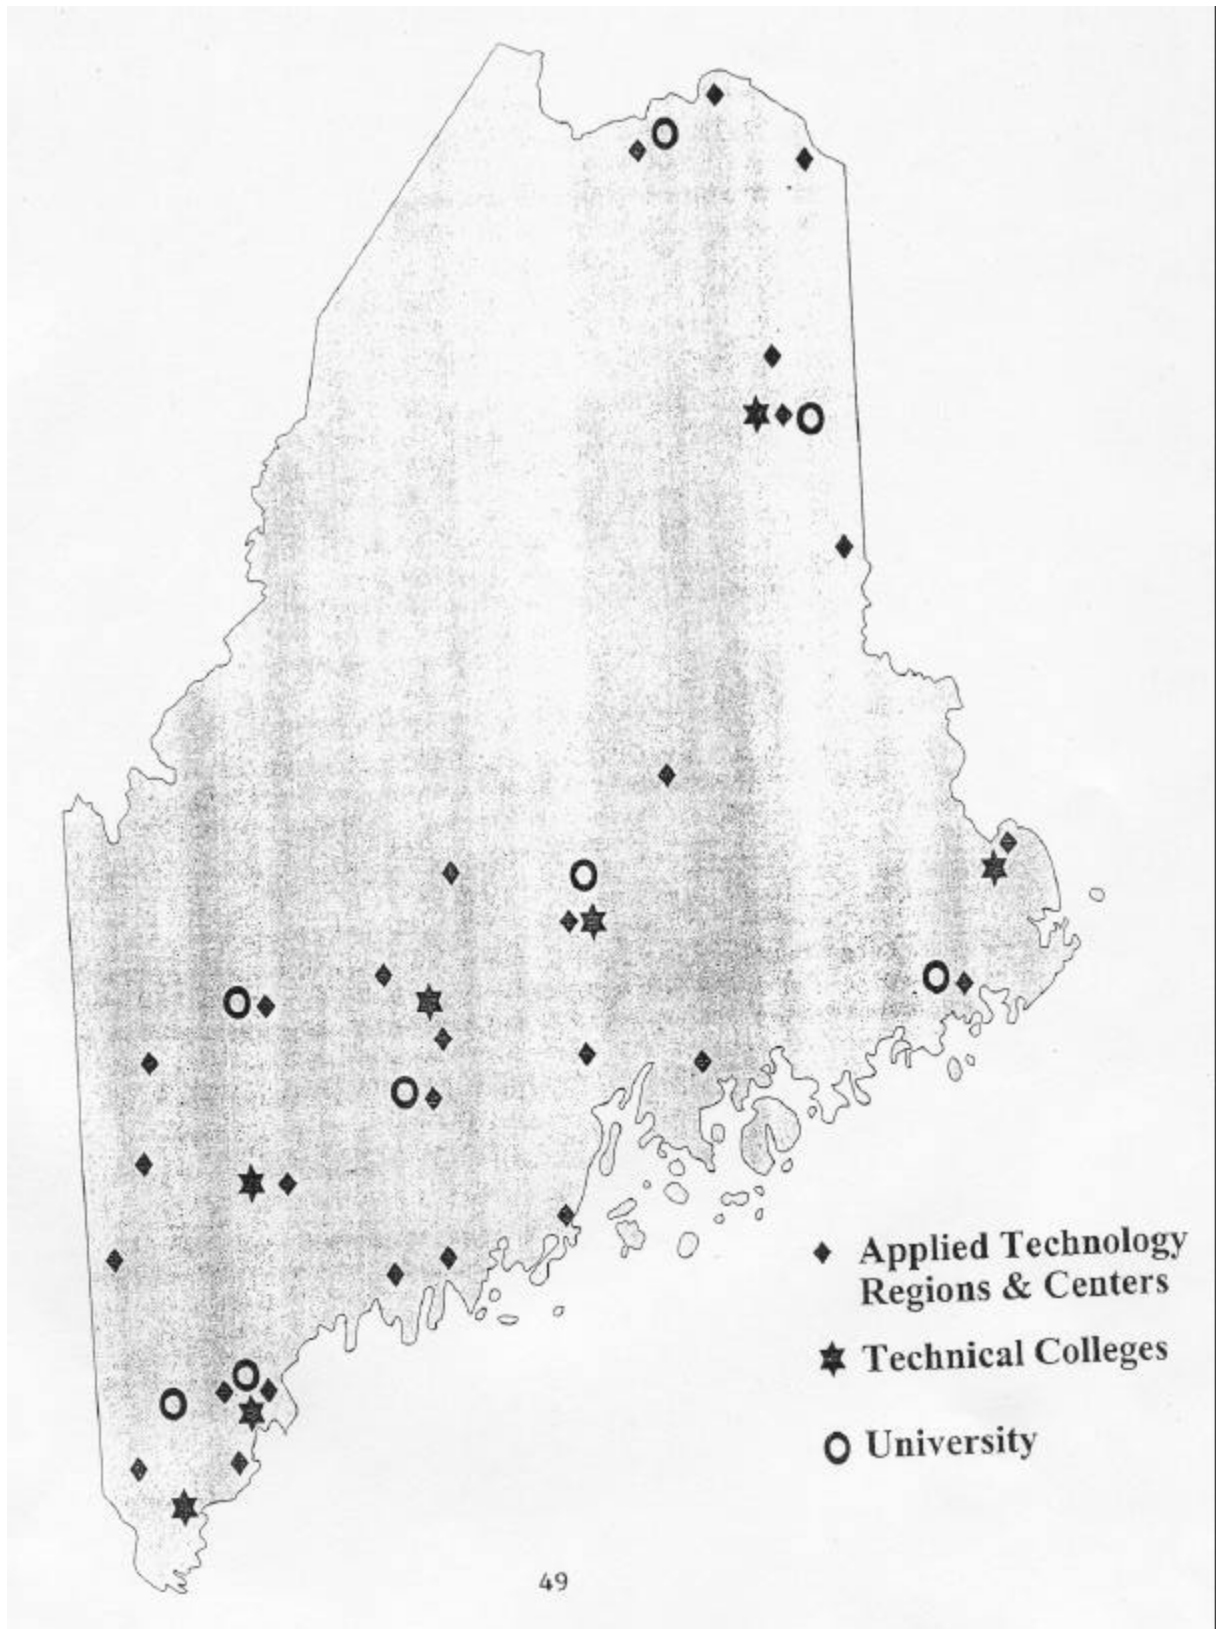 Applied Technology
Regions & Centers
Technical Colleges
University
49